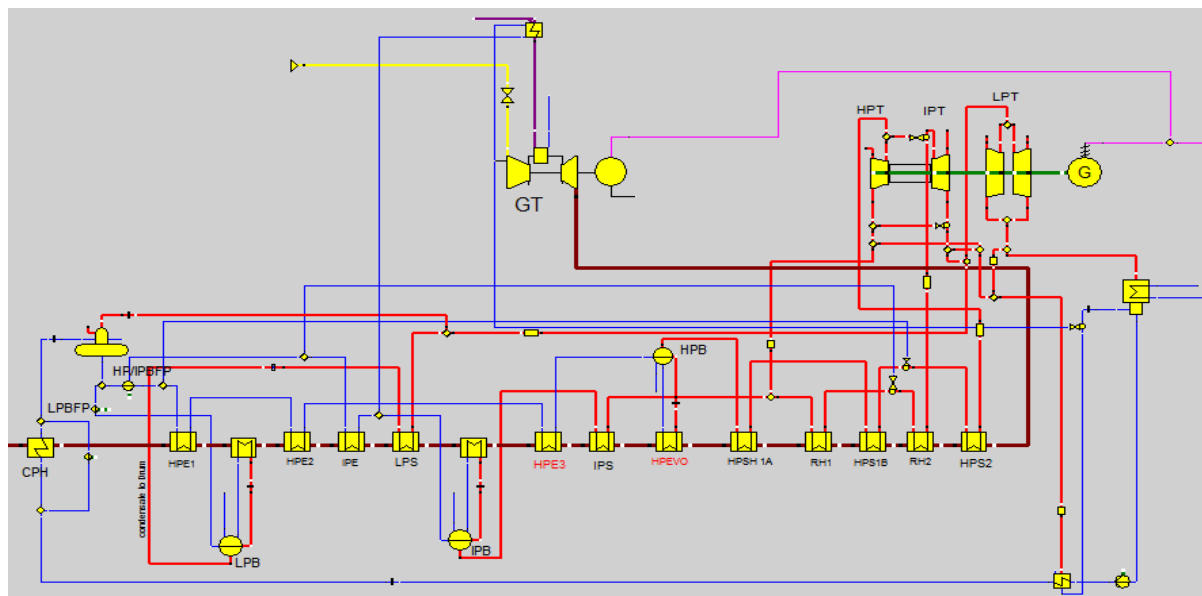 HPT
IPT
LPT
G
GT
HP/IPBFP
HPB
LPBFP
CPH
HPE1
HPE2
IPE
LPS
HPE3
IPS
HPEVO
HPSH 1A
RH1
HPS1B
RH2
HPS2
condensate to Drum
LPB
IPB